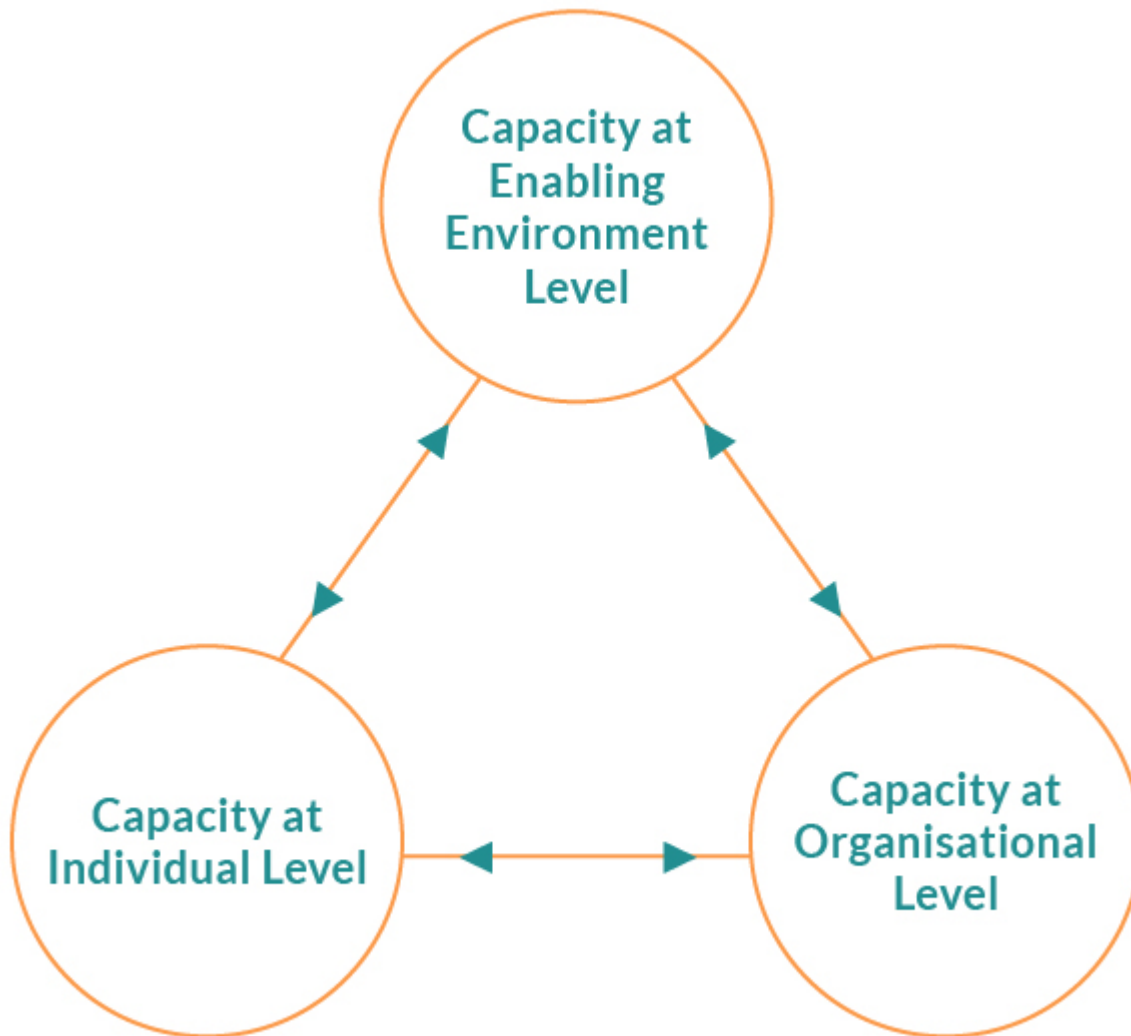 Capacity at
Enabling
Environment
Level
Capacity at
Individual Level
Capacity at
Organisational
Level